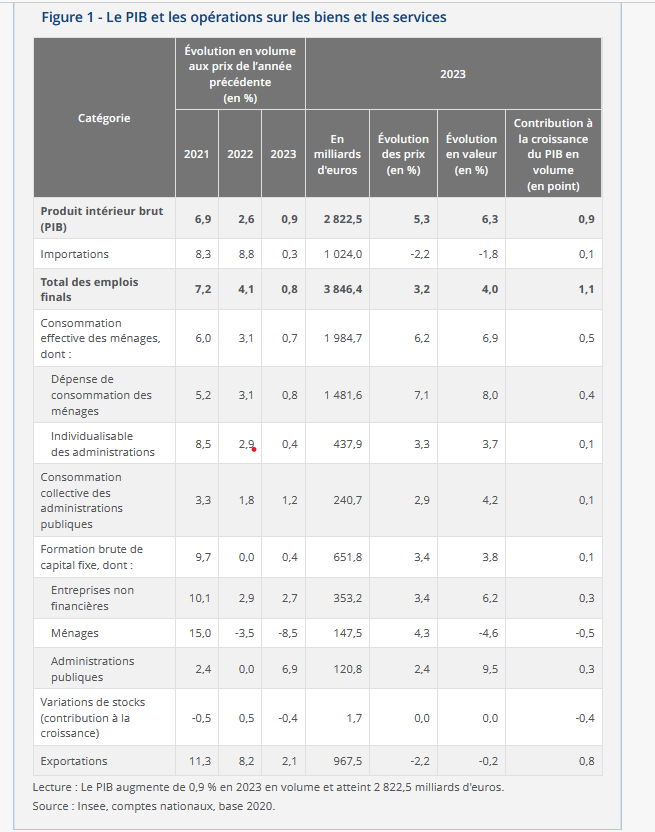 Figure 1 - Le PIB et les opérations sur les biens et les services
Catégorie
Évolution en volume
aux prix de l’année
précédente
(en %)
2023
2021
2022
2023
En
milliards
d'euros
Évolution
des prix
(en %)
Évolution
en valeur
(en %)
Contribution à
la croissance
du PIB en
volume
(en point)
Produit intérieur brut
(PIB)
6,9 2,6 0,9 2 822,5 5,3 6,3 0,9
Importations 8,3 8,8 0,3 1 024,0 -2,2 -1,8 0,1
Total des emplois
finals
7,2 4,1 0,8 3 846,4 3,2 4,0 1,1
Consommation
effective des ménages,
dont :
6,0 3,1 0,7 1 984,7 6,2 6,9 0,5
Dépense de
consommation des
ménages
5,2 3,1 0,8 1 481,6 7,1 8,0 0,4
Individualisable
des administrations
8,5 2,9 0,4 437,9 3,3 3,7 0,1
Consommation
collective des
administrations
publiques
3,3 1,8 1,2 240,7 2,9 4,2 0,1
Formation brute de
capital fixe, dont :
9,7 0,0 0,4 651,8 3,4 3,8 0,1
Entreprises non
financières
10,1 2,9 2,7 353,2 3,4 6,2 0,3
Ménages 15,0 -3,5 -8,5 147,5 4,3 -4,6 -0,5
Administrations
publiques
2,4 0,0 6,9 120,8 2,4 9,5 0,3
Variations de stocks
(contribution à la
croissance)
-0,5 0,5 -0,4 1,7 0,0 0,0 -0,4
Exportations 11,3 8,2 2,1 967,5 -2,2 -0,2 0,8
Lecture : Le PIB augmente de 0,9 % en 2023 en volume et atteint 2 822,5 milliards d'euros.
Source : Insee, comptes nationaux, base 2020.